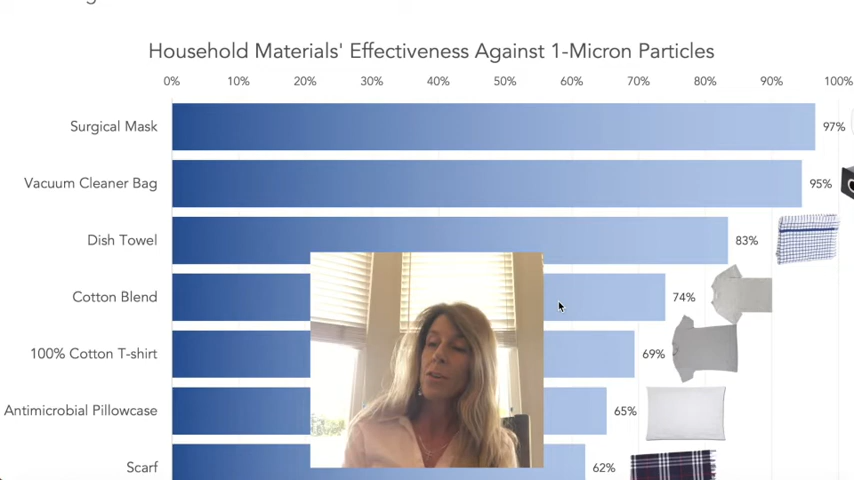 Household Materials' Effectiveness Against 1-Micron Particles
0% 10% 20% 30% 40% 50% 60% 70% 80% 90% 100%
Surgical Mask 97%
Vacuum Cleaner Bag 95%
Dish Towel 83%
Cotton Blend 74%
100% Cotton T-shirt 69%
Antimicrobial Pillowcase 65%
Scarf 62%